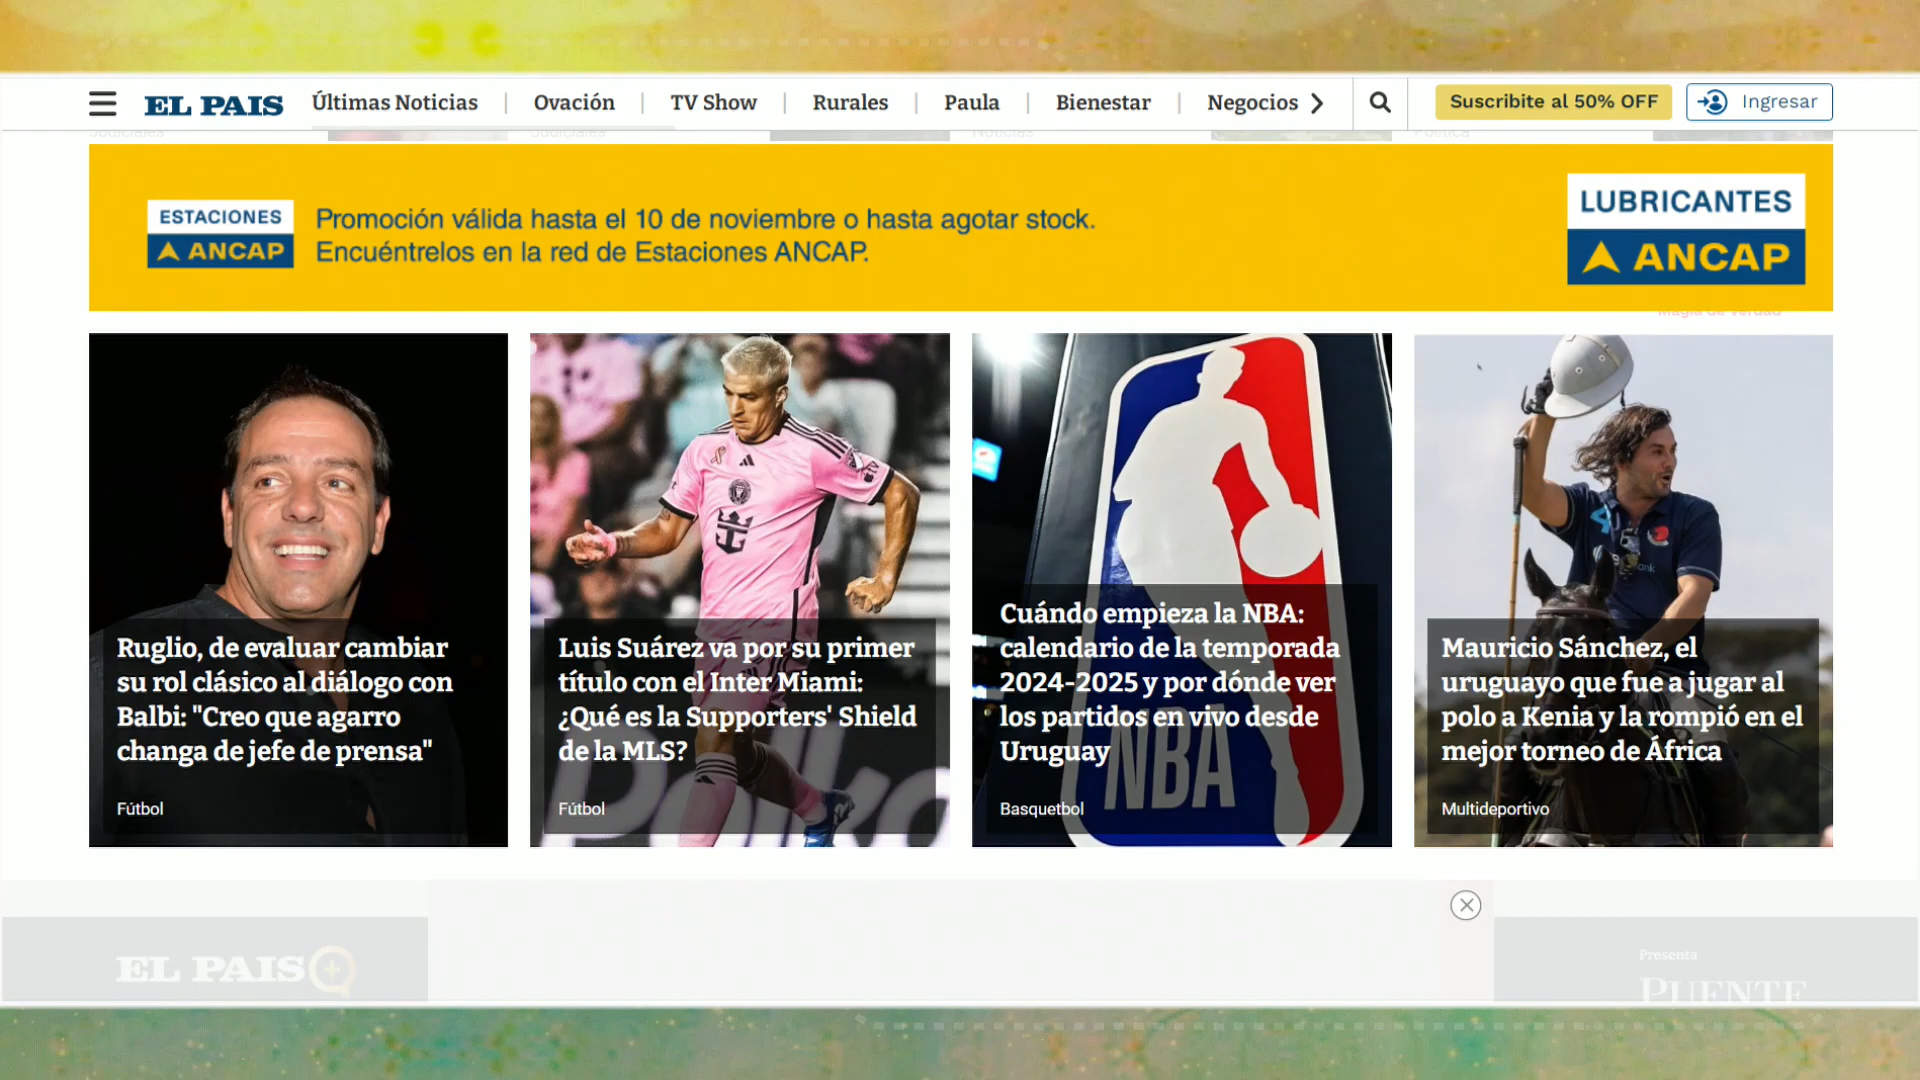 EL PAIS
Últimas Noticias
Ovación
TV Show
Rurales
Paula
Bienestar
Negocios
Suscribite al 50% OFF
Ingresar
Judiciales
Judiciales
Noticias
Política
ESTACIONES
ANCAP
Promoción válida hasta el 10 de noviembre o hasta agotar stock.
Encuéntrelos en la red de Estaciones ANCAP.
LUBRICANTES
ANCAP
Magia de verdad
Ruglio, de evaluar cambiar
su rol clásico al diálogo con
Balbi: "Creo que agarro
changa de jefe de prensa"
Fútbol
Luis Suárez va por su primer
título con el Inter Miami:
¿Qué es la Supporters' Shield
de la MLS?
Fútbol
Cuándo empieza la NBA:
calendario de la temporada
2024-2025 y por dónde ver
los partidos en vivo desde
Uruguay
NBA
Basquetbol
Mauricio Sánchez, el
uruguayo que fue a jugar al
polo a Kenia y la rompió en el
mejor torneo de África
Multideportivo
EL PAIS +
Presenta
PUENTE